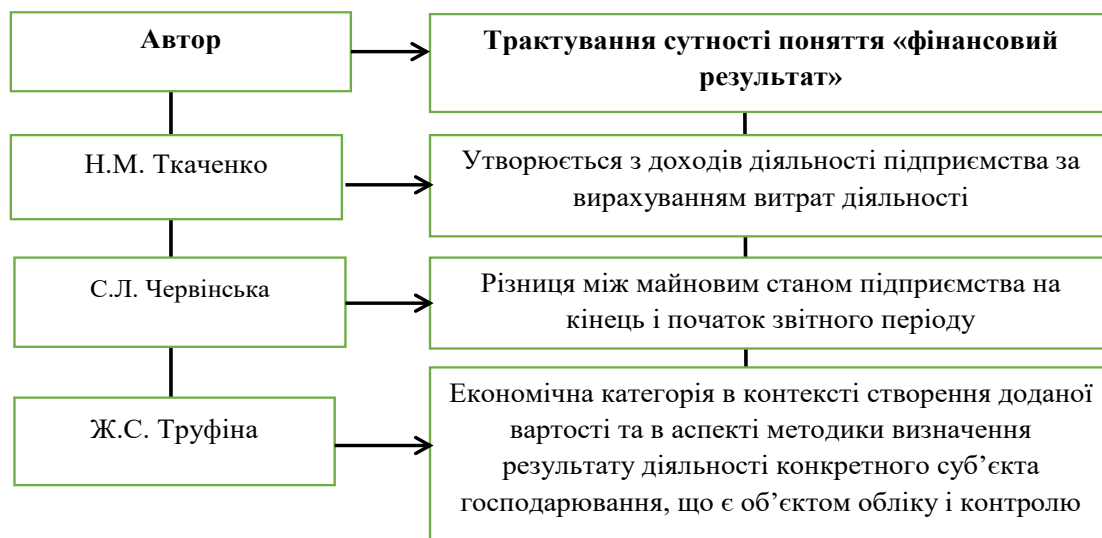 Автор
Трактування сутності поняття «фінансовий
результат»
Н.М. Ткаченко
Утворюється з доходів діяльності підприємства за
вирахуванням витрат діяльності
С.Л. Червінська
Різниця між майновим станом підприємства на
кінець і початок звітного періоду
Ж.С. Труфіна
Економічна категорія в контексті створення доданої
вартості та в аспекті методики визначення
результату діяльності конкретного суб’єкта
господарювання, що є об’єктом обліку і контролю